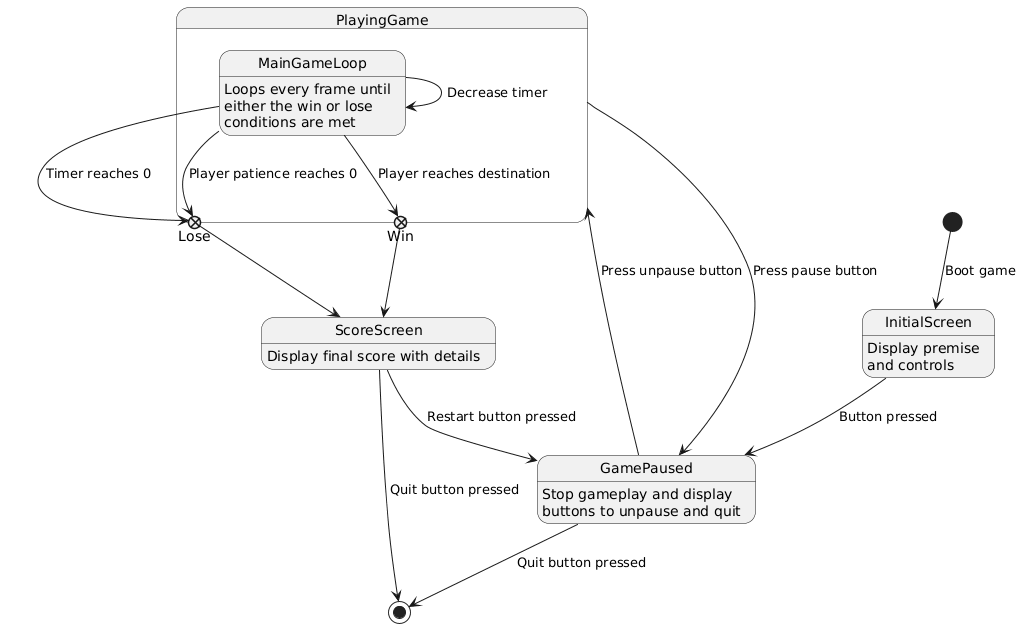 PlayingGame
MainGameLoop
Loops every frame until
either the win or lose
conditions are met
Decrease timer
Timer reaches 0
Player patience reaches 0
Player reaches destination
Lose
Win
Press unpause button
Press pause button
Boot game
ScoreScreen
Display final score with details
InitialScreen
Display premise
and controls
Restart button pressed
Button pressed
GamePaused
Stop gameplay and display
buttons to unpause and quit
Quit button pressed
Quit button pressed